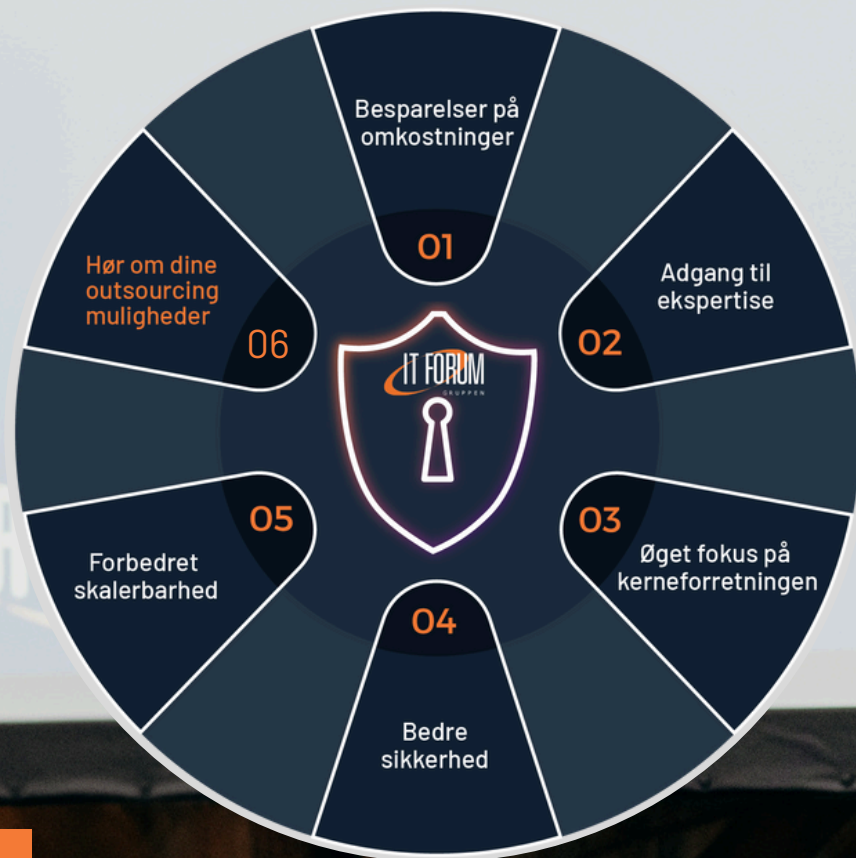 Besparelser på
omkostninger
01
Adgang til
ekspertise
02
Øget fokus på
kerneforretningen
03
Bedre
sikkerhed
04
Forbedret
skalerbarhed
05
Hør om dine
outsourcing
muligheder
06
IT FORUM
GRUPPEN